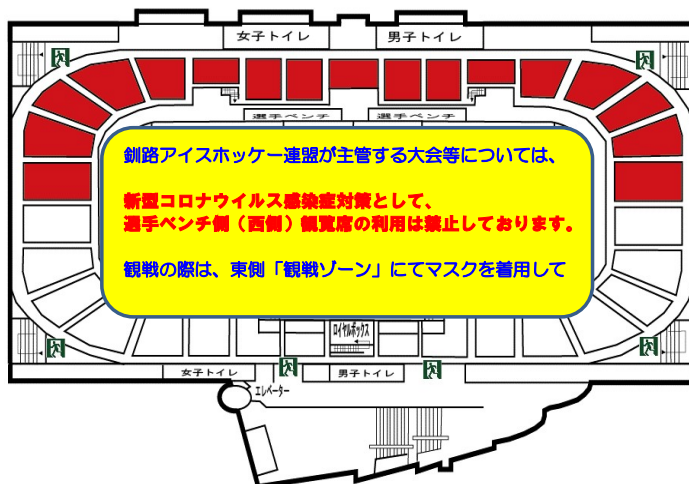 女子トイレ
男子トイレ
選手ベンチ
選手ベンチ
釧路アイスホッケー連盟が主管する大会等については、
新型コロナウイルス感染症対策として、
選手ベンチ側（西側）観覧席の利用は禁止しております。
観戦の際は、東側「観戦ゾーン」にてマスクを着用して
ロイヤルボックス
女子トイレ
男子トイレ
エレベーター